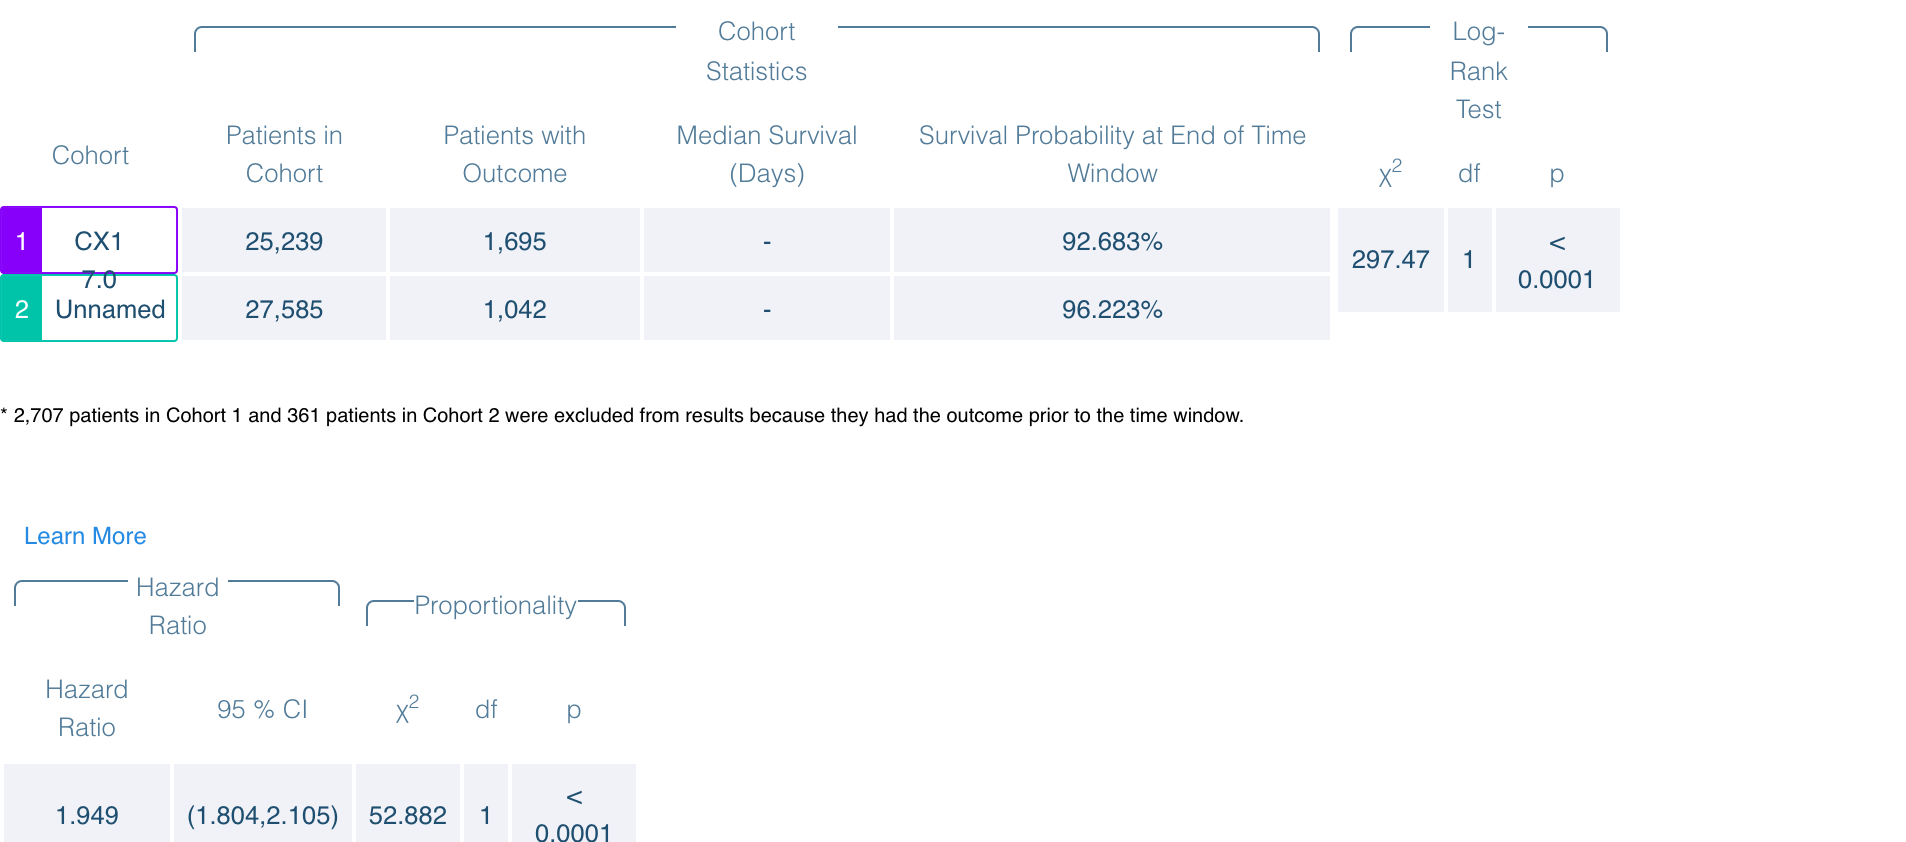 Cohort
Statistics
Log-
Rank
Test
Cohort
Patients in
Cohort
Patients with
Outcome
Median Survival
(Days)
Survival Probability at End of Time
Window
χ2
df
p
1 CX1
7.0
25,239 1,695 - 92.683%
297.47 1 <
0.0001
2 Unnamed 27,585 1,042 - 96.223%
* 2,707 patients in Cohort 1 and 361 patients in Cohort 2 were excluded from results because they had the outcome prior to the time window.
Learn More
Hazard
Ratio
Proportionality
Hazard
Ratio
95 % CI
χ2
df
p
1.949 (1.804,2.105) 52.882 1 <
0.0001